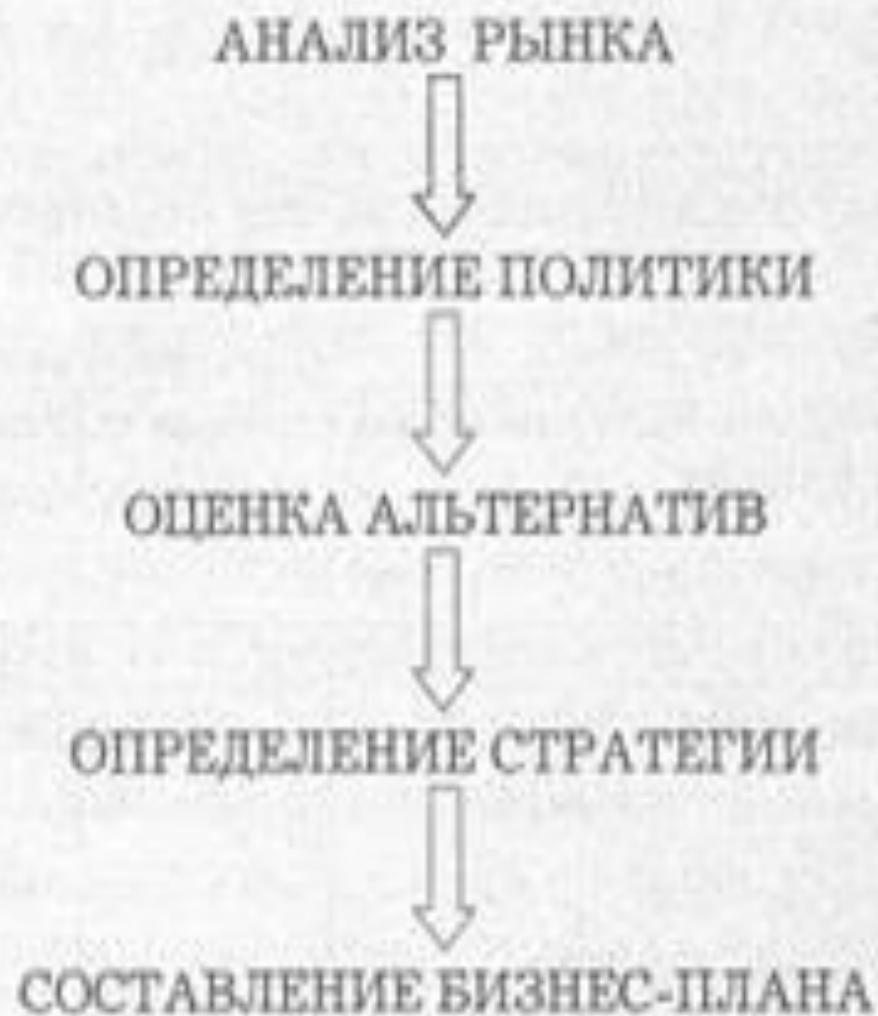 АНАЛИЗ РЫНКА
ОПРЕДЕЛЕНИЕ ПОЛИТИКИ
ОЦЕНКА АЛЬТЕРНАТИВ
ОПРЕДЕЛЕНИЕ СТРАТЕГИИ
СОСТАВЛЕНИЕ БИЗНЕС-ПЛАНА